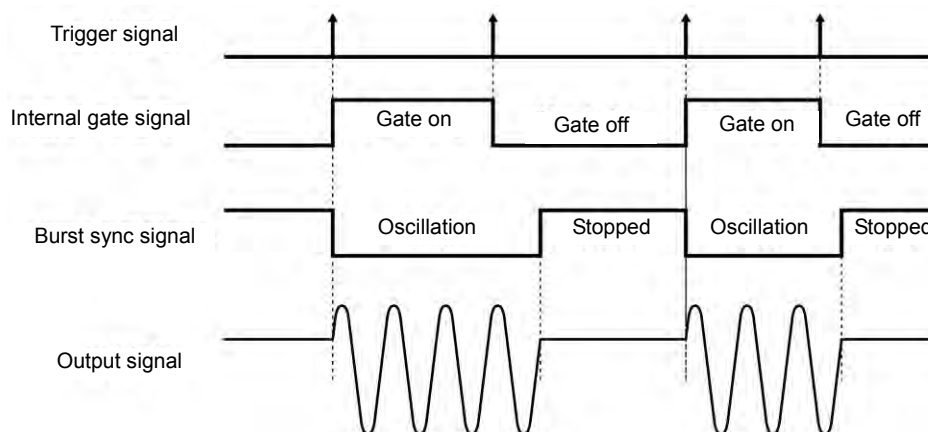 Trigger signal
Internal gate signal
Gate on
Gate off
Gate on
Gate off
Burst sync signal
Oscillation
Stopped
Oscillation
Stopped
Output signal